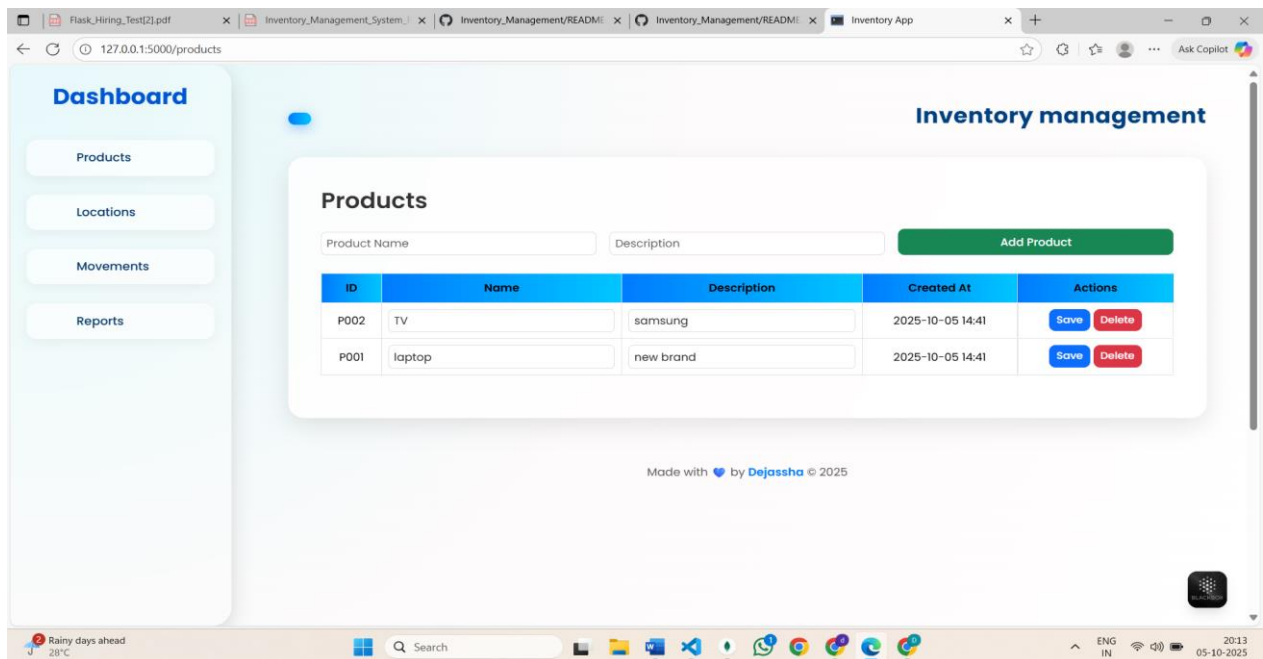 Flask_Hiring_Test[2].pdf
Inventory_Management_System_
Inventory_Management/README
Inventory_Management/README
Inventory App
127.0.0.1:5000/products
Ask Copilot
Dashboard
Products
Locations
Movements
Reports
Inventory management
Products
Product Name Description Add Product
ID Name Description Created At Actions
P002 TV samsung 2025-10-05 14:41 Save Delete
P001 laptop new brand 2025-10-05 14:41 Save Delete
Made with 💙 by Dejassha © 2025
BLACKBOX
2
Rainy days ahead
28°C
Search
1
ENG
IN
20:13
05-10-2025